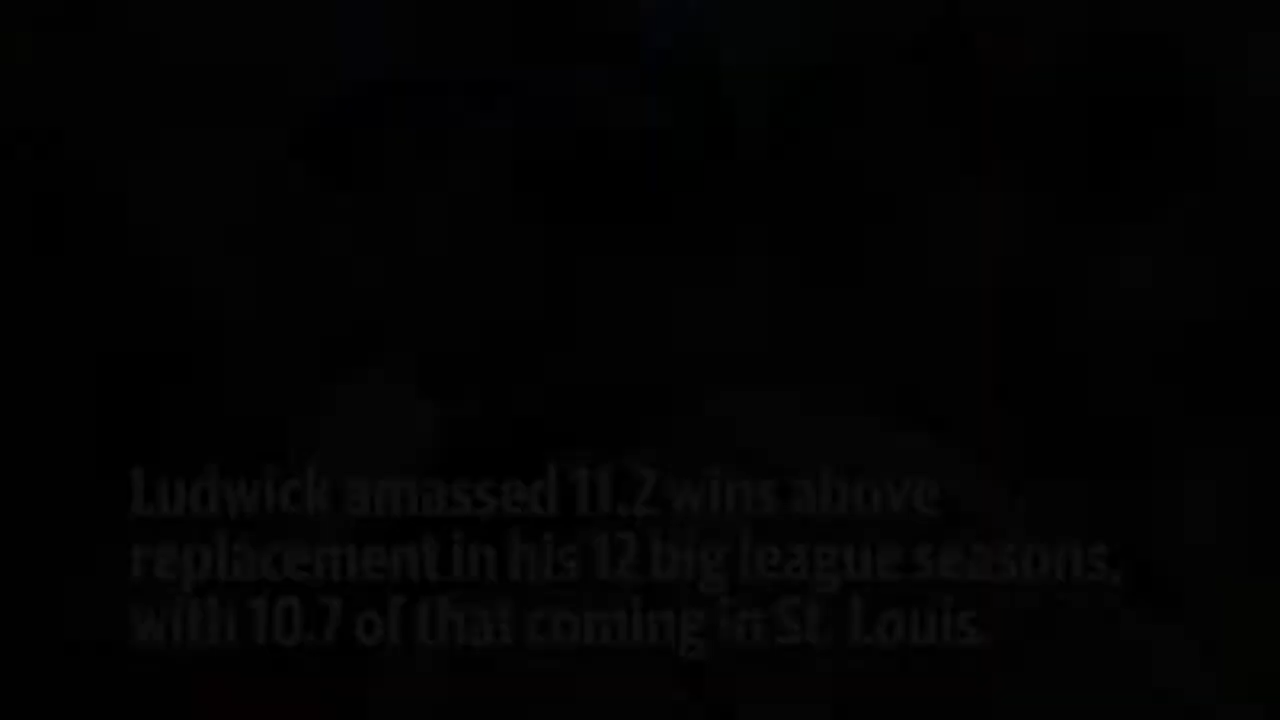 Ludwick amassed 11.2 wins above
replacement in his 12 big league seasons,
with 10.7 of that coming in St. Louis.